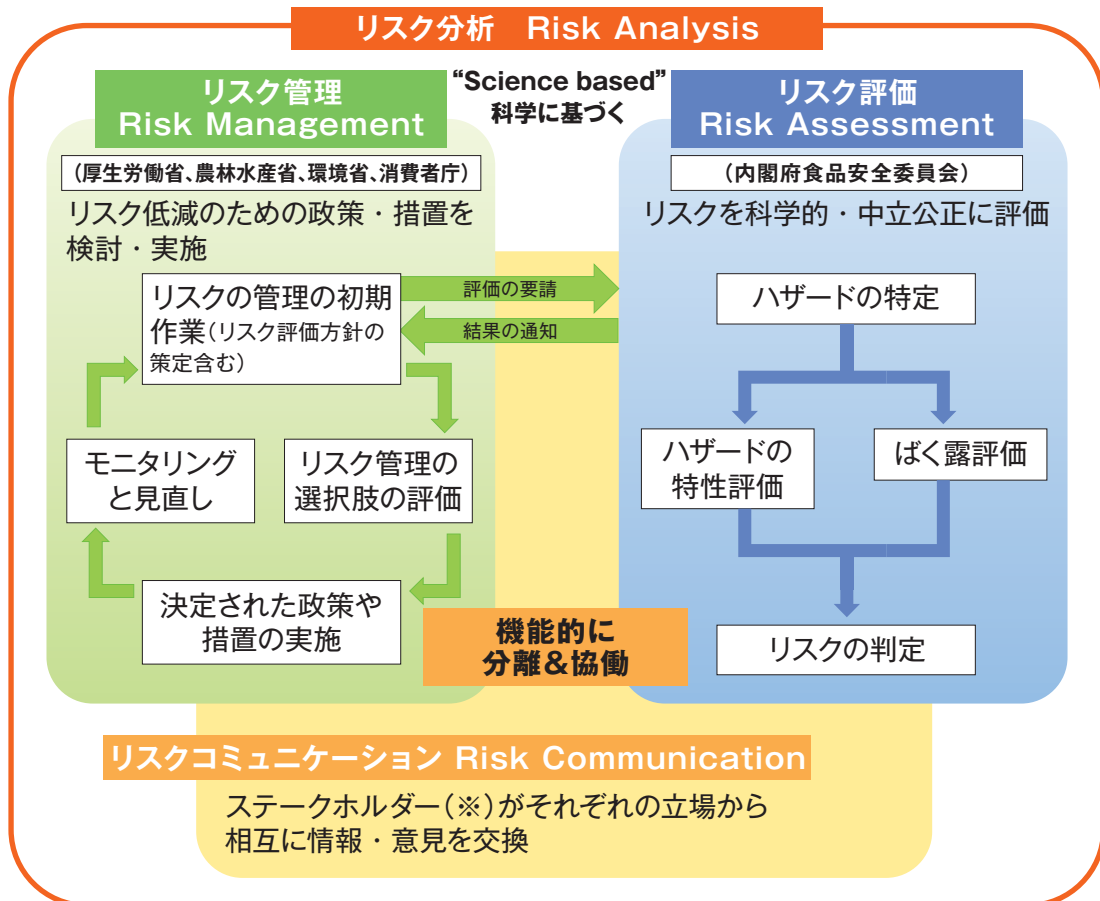 リスク分析 Risk Analysis
リスク管理
Risk Management
“Science based”
科学に基づく
リスク評価
Risk Assessment
(厚生労働省、農林水産省、環境省、消費者庁)
リスク低減のための政策・措置を
検討・実施
(内閣府食品安全委員会)
リスクを科学的・中立公正に評価
リスクの管理の初期
作業(リスク評価方針の
策定含む)
評価の要請
結果の通知
モニタリング
と見直し
リスク管理の
選択肢の評価
決定された政策や
措置の実施
ハザードの特定
ハザードの
特性評価
ばく露評価
リスクの判定
機能的に
分離&協働
リスクコミュニケーション Risk Communication
ステークホルダー(※)がそれぞれの立場から
相互に情報・意見を交換